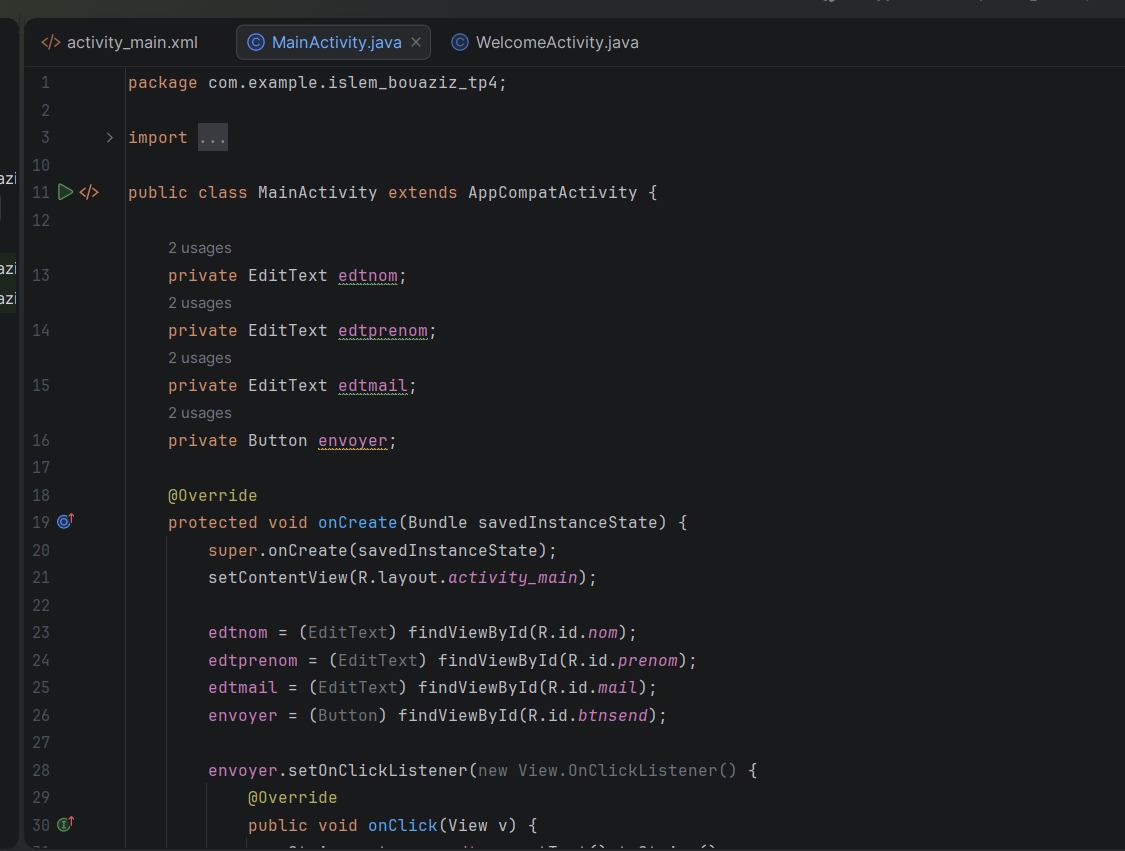 activity_main.xml
MainActivity.java
WelcomeActivity.java
1 package com.example.islem_bouaziz_tp4;
2
3 import ...
10
azi
11 public class MainActivity extends AppCompatActivity {
12
2 usages
azi
13 private EditText edtnom;
azi
2 usages
14 private EditText edtprenom;
2 usages
15 private EditText edtmail;
2 usages
16 private Button envoyer;
17
18 @Override
19 protected void onCreate(Bundle savedInstanceState) {
20 super.onCreate(savedInstanceState);
21 setContentView(R.layout.activity_main);
22
23 edtnom = (EditText) findViewById(R.id.nom);
24 edtprenom = (EditText) findViewById(R.id.prenom);
25 edtmail = (EditText) findViewById(R.id.mail);
26 envoyer = (Button) findViewById(R.id.btnsend);
27
28 envoyer.setOnClickListener(new View.OnClickListener() {
29 @Override
30 public void onClick(View v) {